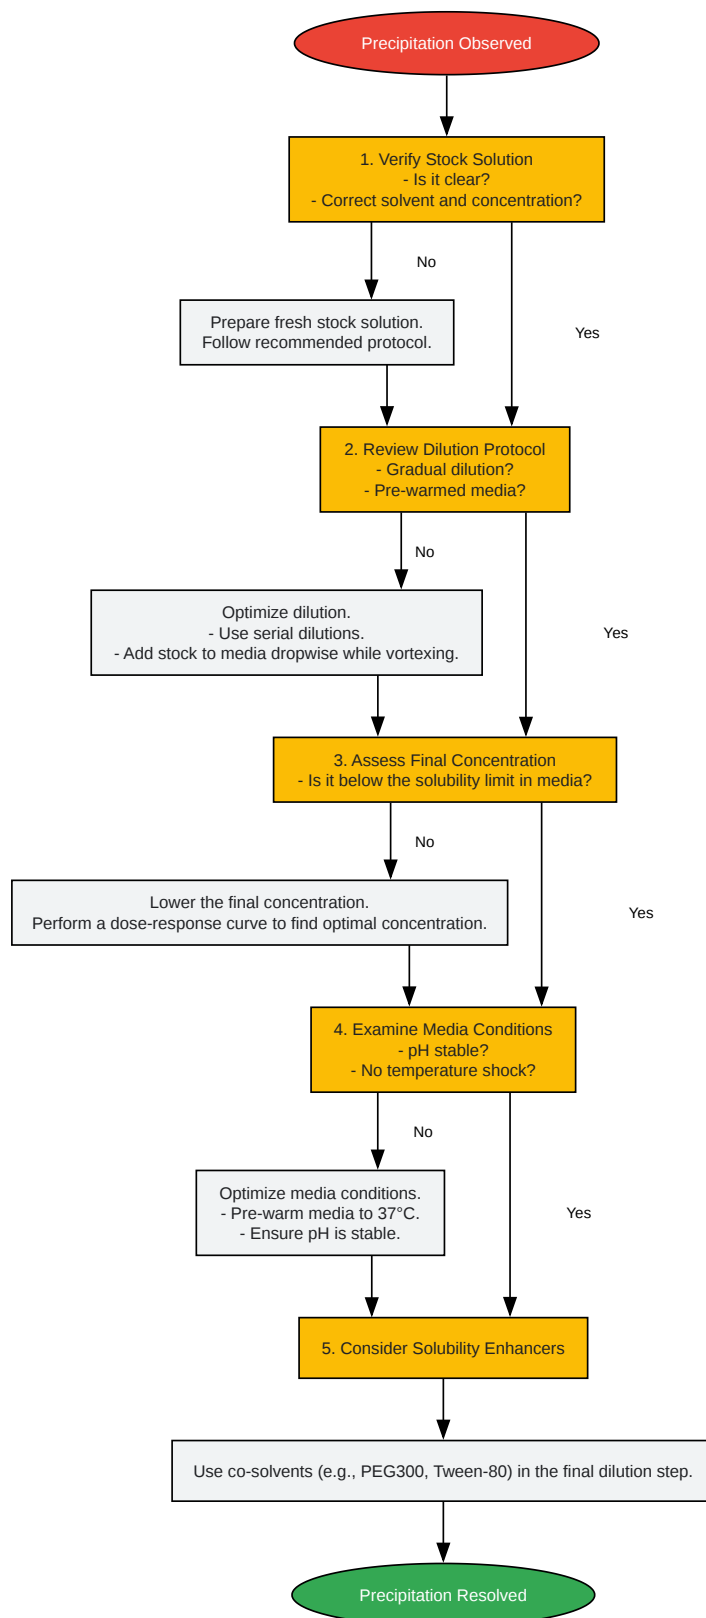 Precipitation Observed
1. Verify Stock Solution
- Is it clear?
- Correct solvent and concentration?
No
Prepare fresh stock solution.
Follow recommended protocol.
Yes
2. Review Dilution Protocol
- Gradual dilution?
- Pre-warmed media?
No
Optimize dilution.
- Use serial dilutions.
- Add stock to media dropwise while vortexing.
Yes
3. Assess Final Concentration
- Is it below the solubility limit in media?
No
Lower the final concentration.
Perform a dose-response curve to find optimal concentration.
Yes
4. Examine Media Conditions
- pH stable?
- No temperature shock?
No
Optimize media conditions.
- Pre-warm media to 37°C.
- Ensure pH is stable.
Yes
5. Consider Solubility Enhancers
Use co-solvents (e.g., PEG300, Tween-80) in the final dilution step.
Precipitation Resolved